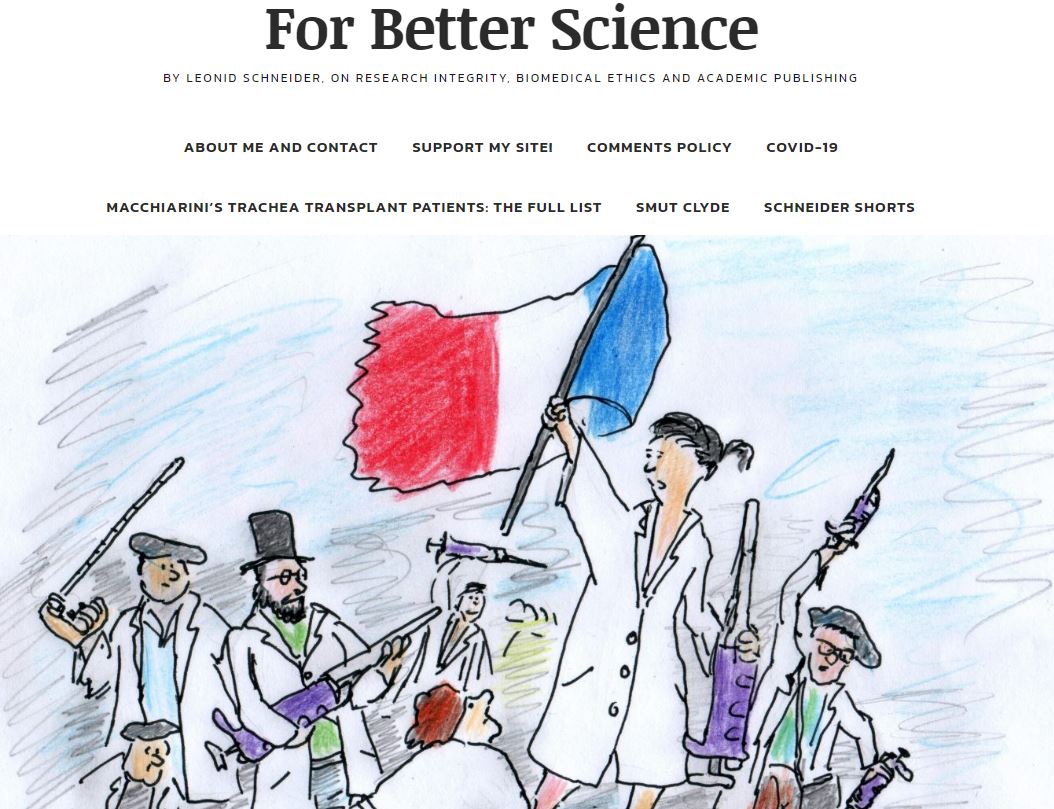 For Better Science
BY LEONID SCHNEIDER, ON RESEARCH INTEGRITY, BIOMEDICAL ETHICS AND ACADEMIC PUBLISHING
ABOUT ME AND CONTACT SUPPORT MY SITE! COMMENTS POLICY COVID-19
MACCHIARINI'S TRACHEA TRANSPLANT PATIENTS: THE FULL LIST SMUT CLYDE SCHNEIDER SHORTS